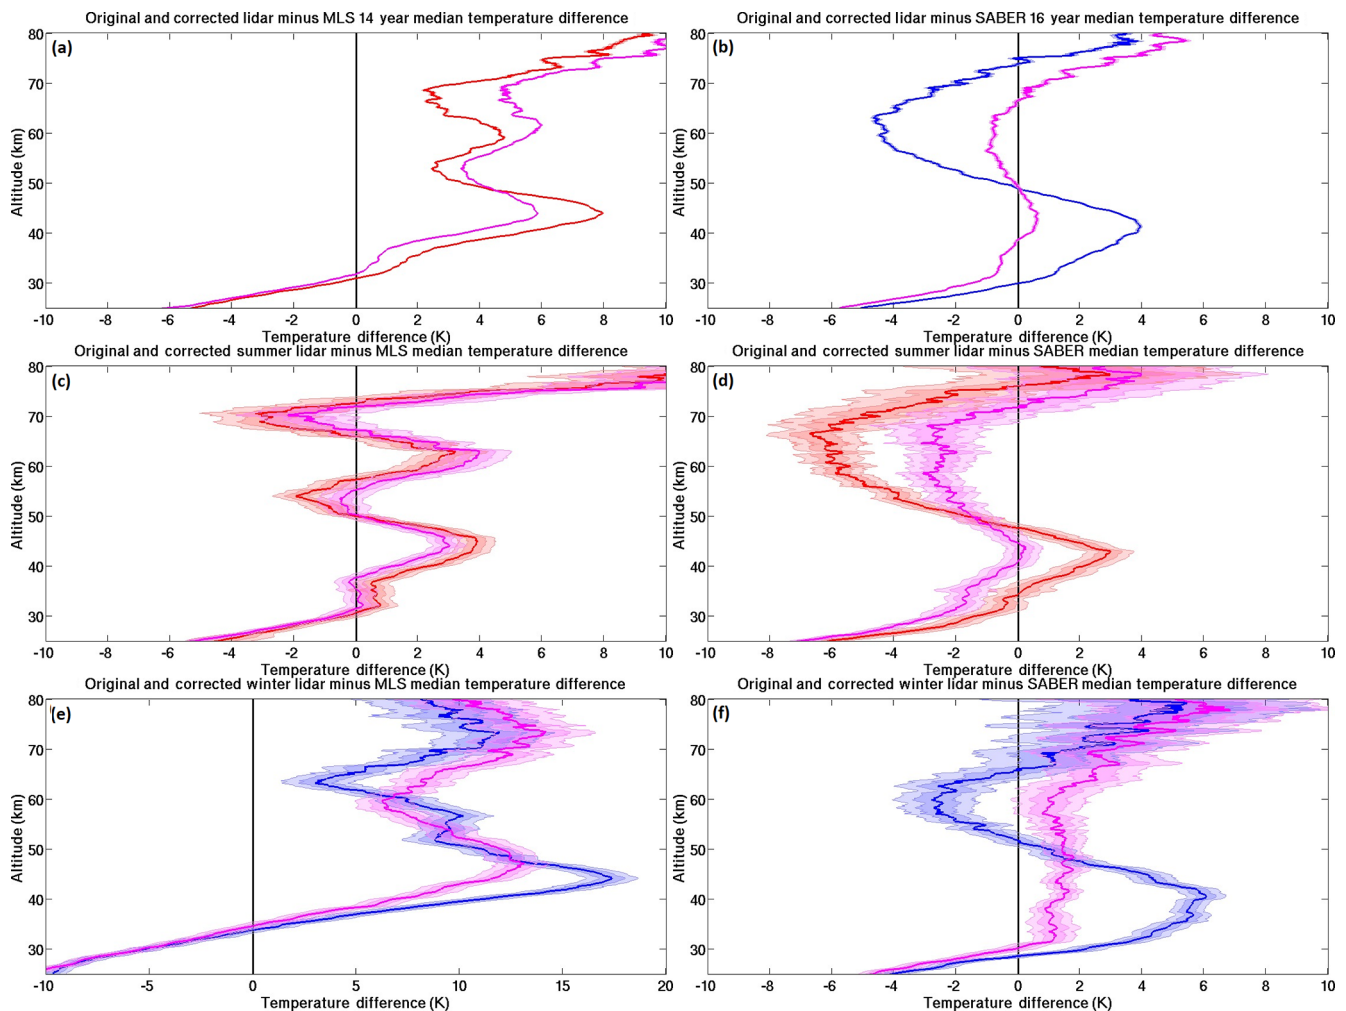 Original and corrected lidar minus MLS 14 year median temperature difference
(a)
80
70
60
50
40
30
Altitude (km)
-10 -8 -6 -4 -2 0 2 4 6 8 10
Temperature difference (K)
Original and corrected lidar minus SABER 16 year median temperature difference
(b)
80
70
60
50
40
30
Altitude (km)
-10 -8 -6 -4 -2 0 2 4 6 8 10
Temperature difference (K)
Original and corrected summer lidar minus MLS median temperature difference
(c)
80
70
60
50
40
30
Altitude (km)
-10 -8 -6 -4 -2 0 2 4 6 8 10
Temperature difference (K)
Original and corrected summer lidar minus SABER median temperature difference
(d)
80
70
60
50
40
30
Altitude (km)
-10 -8 -6 -4 -2 0 2 4 6 8 10
Temperature difference (K)
Original and corrected winter lidar minus MLS median temperature difference
(e)
80
70
60
50
40
30
Altitude (km)
-10 -5 0 5 10 15 20
Temperature difference (K)
Original and corrected winter lidar minus SABER median temperature difference
(f)
80
70
60
50
40
30
Altitude (km)
-10 -8 -6 -4 -2 0 2 4 6 8 10
Temperature difference (K)